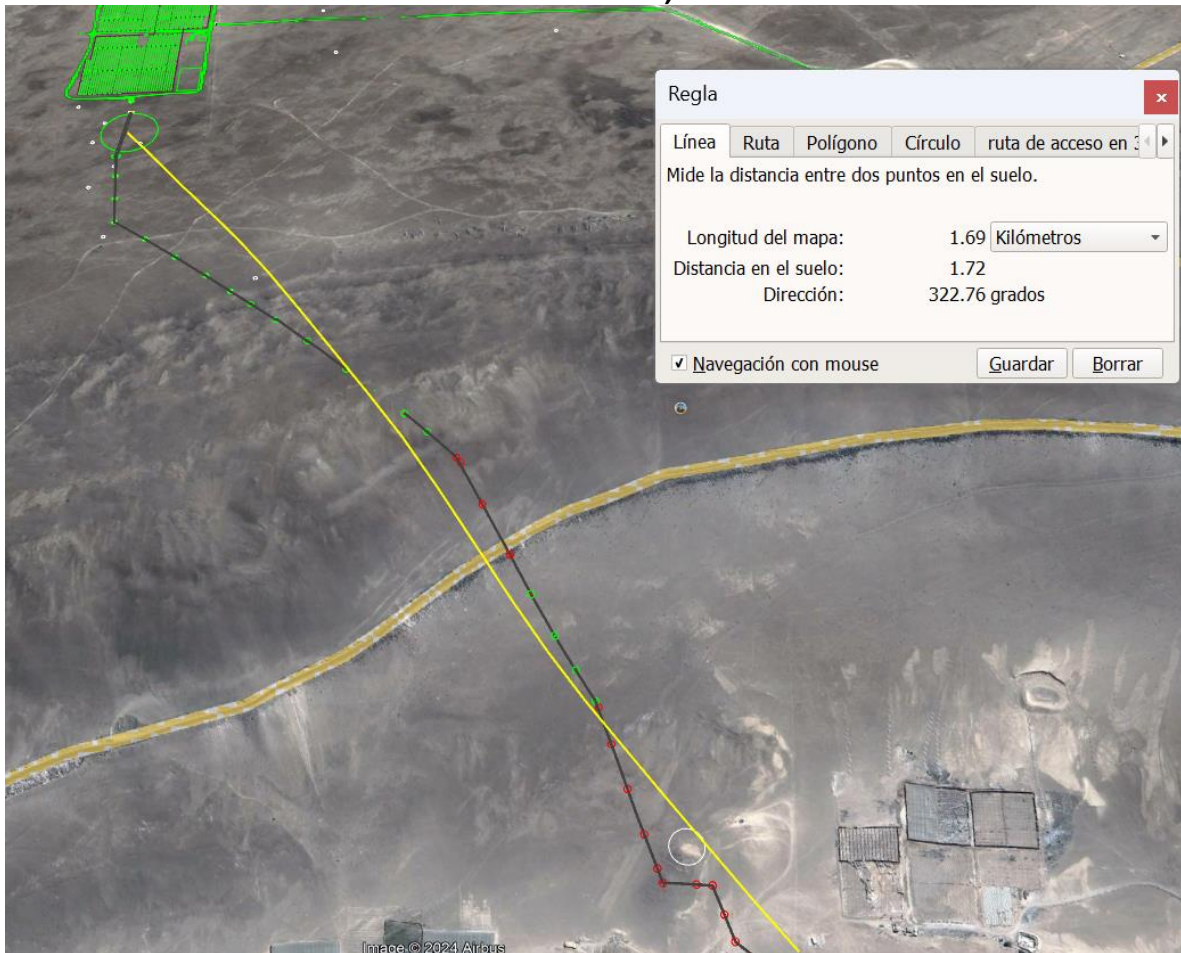 Regla
Línea Ruta Polígono Círculo ruta de acceso en
Mide la distancia entre dos puntos en el suelo.
Longitud del mapa: 1.69 Kilómetros
Distancia en el suelo: 1.72
Dirección: 322.76 grados
Navegación con mouse Guardar Borrar
Image © 2024 Airbus